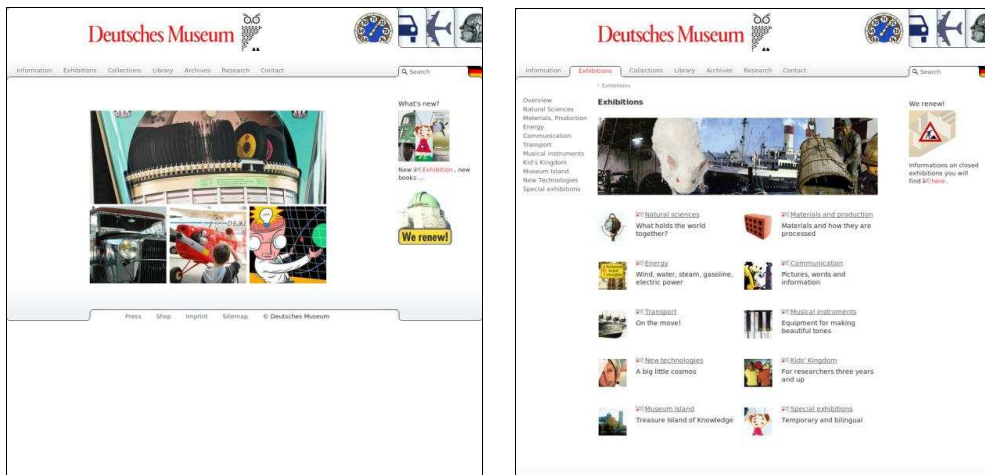 Deutsches Museum
Information Exhibitions Collections Library Archives Research Contact
Search
What's new?
New Exhibition, new
books ...
We renew!
Press Shop Imprint Sitemap © Deutsches Museum
Deutsches Museum
Information Exhibitions Collections Library Archives Research Contact
Search
Exhibitions
Overview
Natural Sciences
Materials, Production
Energy
Communication
Transport
Musical instruments
Kid's Kingdom
Museum Island
New Technologies
Special exhibitions
Exhibitions
Natural sciences
What holds the world
together?
Materials and production
Materials and how they are
processed
Energy
Wind, water, steam, gasoline,
electric power
Communication
Pictures, words and
information
Transport
On the move!
Musical instruments
Equipment for making
beautiful tones
New technologies
A big little cosmos
Kids' Kingdom
For researchers three years
and up
Museum Island
Treasure Island of Knowledge
Special exhibitions
Temporary and bilingual
We renew!
Informations on closed
exhibitions you will
find here.